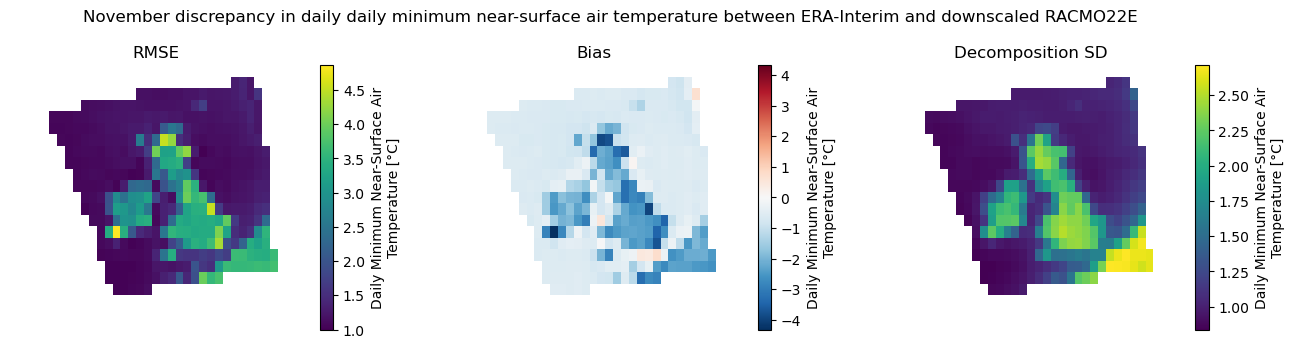 November discrepancy in daily daily minimum near-surface air temperature between ERA-Interim and downscaled RACMO22E
RMSE
4.5
4.0
3.5
3.0
2.5
2.0
1.5
1.0
Daily Minimum Near-Surface Air
Temperature [°C]
Bias
4
3
2
1
0
−1
−2
−3
−4
Daily Minimum Near-Surface Air
Temperature [°C]
Decomposition SD
2.50
2.25
2.00
1.75
1.50
1.25
1.00
Daily Minimum Near-Surface Air
Temperature [°C]